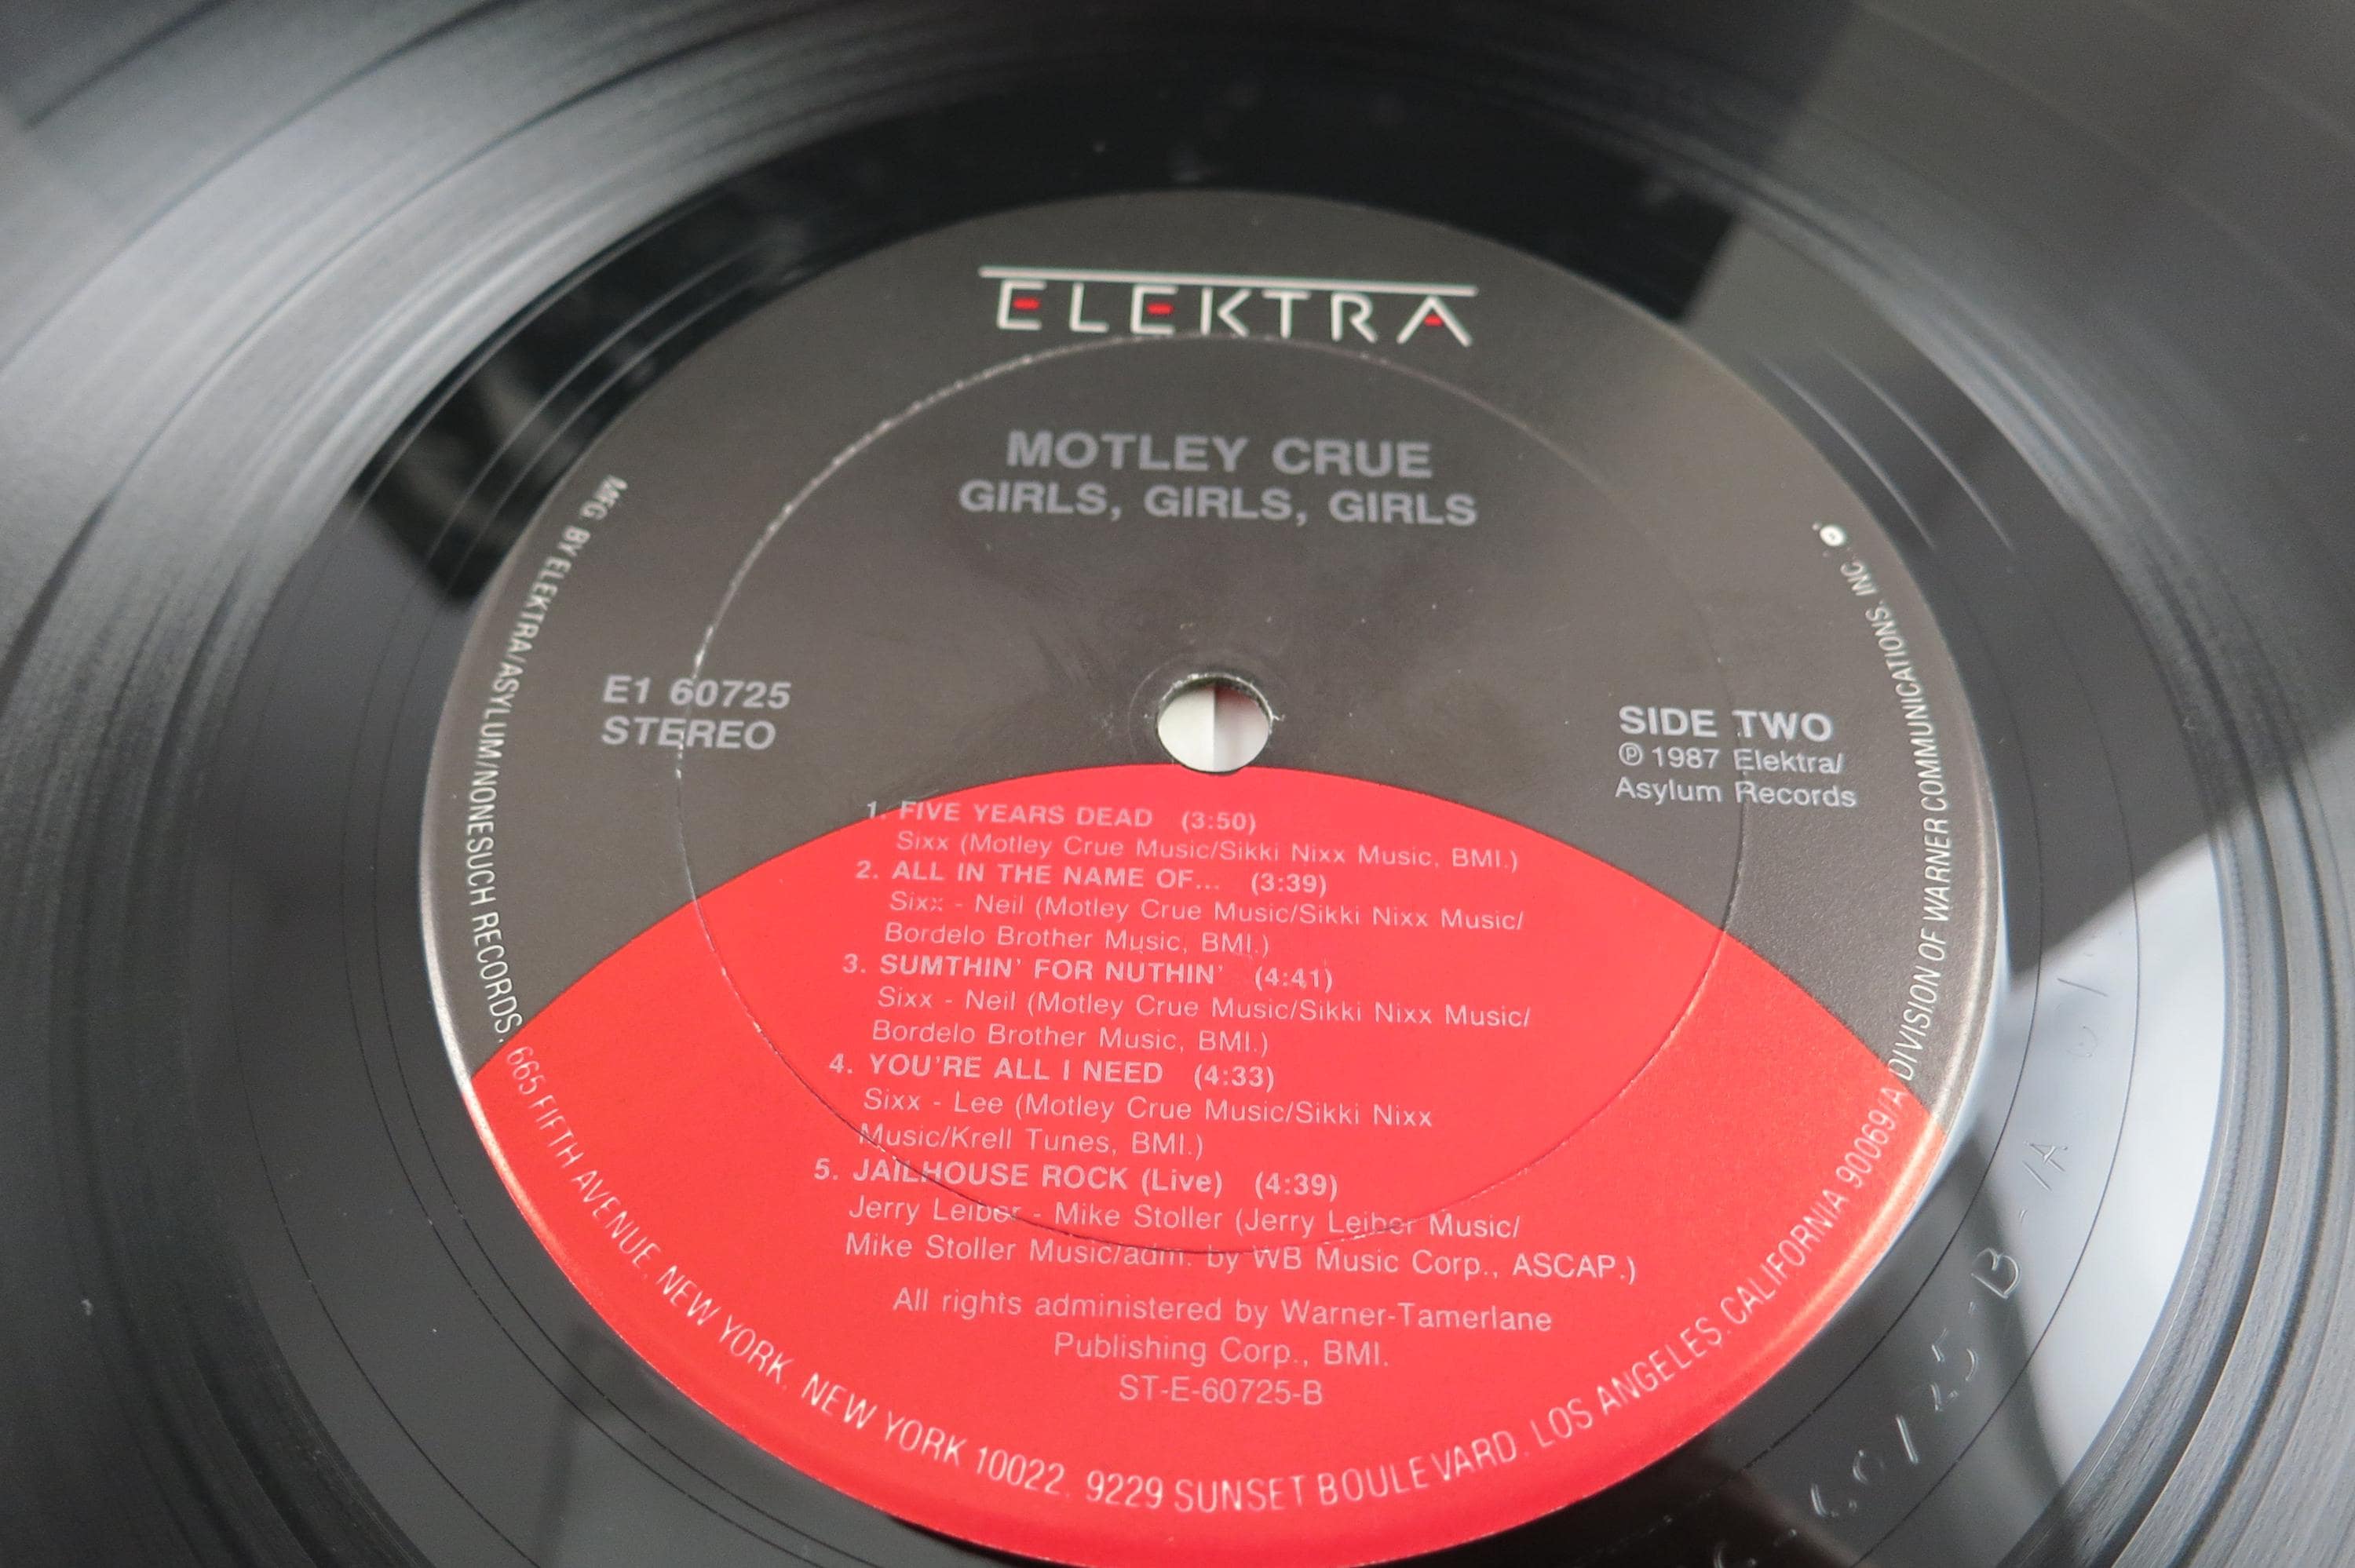 ELEKTRA
MOTLEY CRUE
GIRLS, GIRLS, GIRLS
E1 60725
STEREO
SIDE TWO
℗ 1987 Elektra/
Asylum Records
1. FIVE YEARS DEAD (3:50)
Sixx (Motley Crue Music/Sikki Nixx Music, BMI.)
2. ALL IN THE NAME OF... (3:39)
Sixx - Neil (Motley Crue Music/Sikki Nixx Music/
Bordelo Brother Music, BMI.)
3. SUMTHIN' FOR NUTHIN' (4:41)
Sixx - Neil (Motley Crue Music/Sikki Nixx Music/
Bordelo Brother Music, BMI.)
4. YOU'RE ALL I NEED (4:33)
Sixx - Lee (Motley Crue Music/Sikki Nixx
Music/Krell Tunes, BMI.)
5. JAILHOUSE ROCK (Live) (4:39)
Jerry Leiber - Mike Stoller (Jerry Leiber Music/
Mike Stoller Music/adm. by WB Music Corp., ASCAP.)
All rights administered by Warner-Tamerlane
Publishing Corp., BMI.
ST-E-60725-B
MFG. BY ELEKTRA/ASYLUM/NONESUCH RECORDS, 665 FIFTH AVENUE, NEW YORK, NEW YORK 10022. 9229 SUNSET BOULEVARD, LOS ANGELES, CALIFORNIA 90069/A DIVISION OF WARNER COMMUNICATIONS, INC.